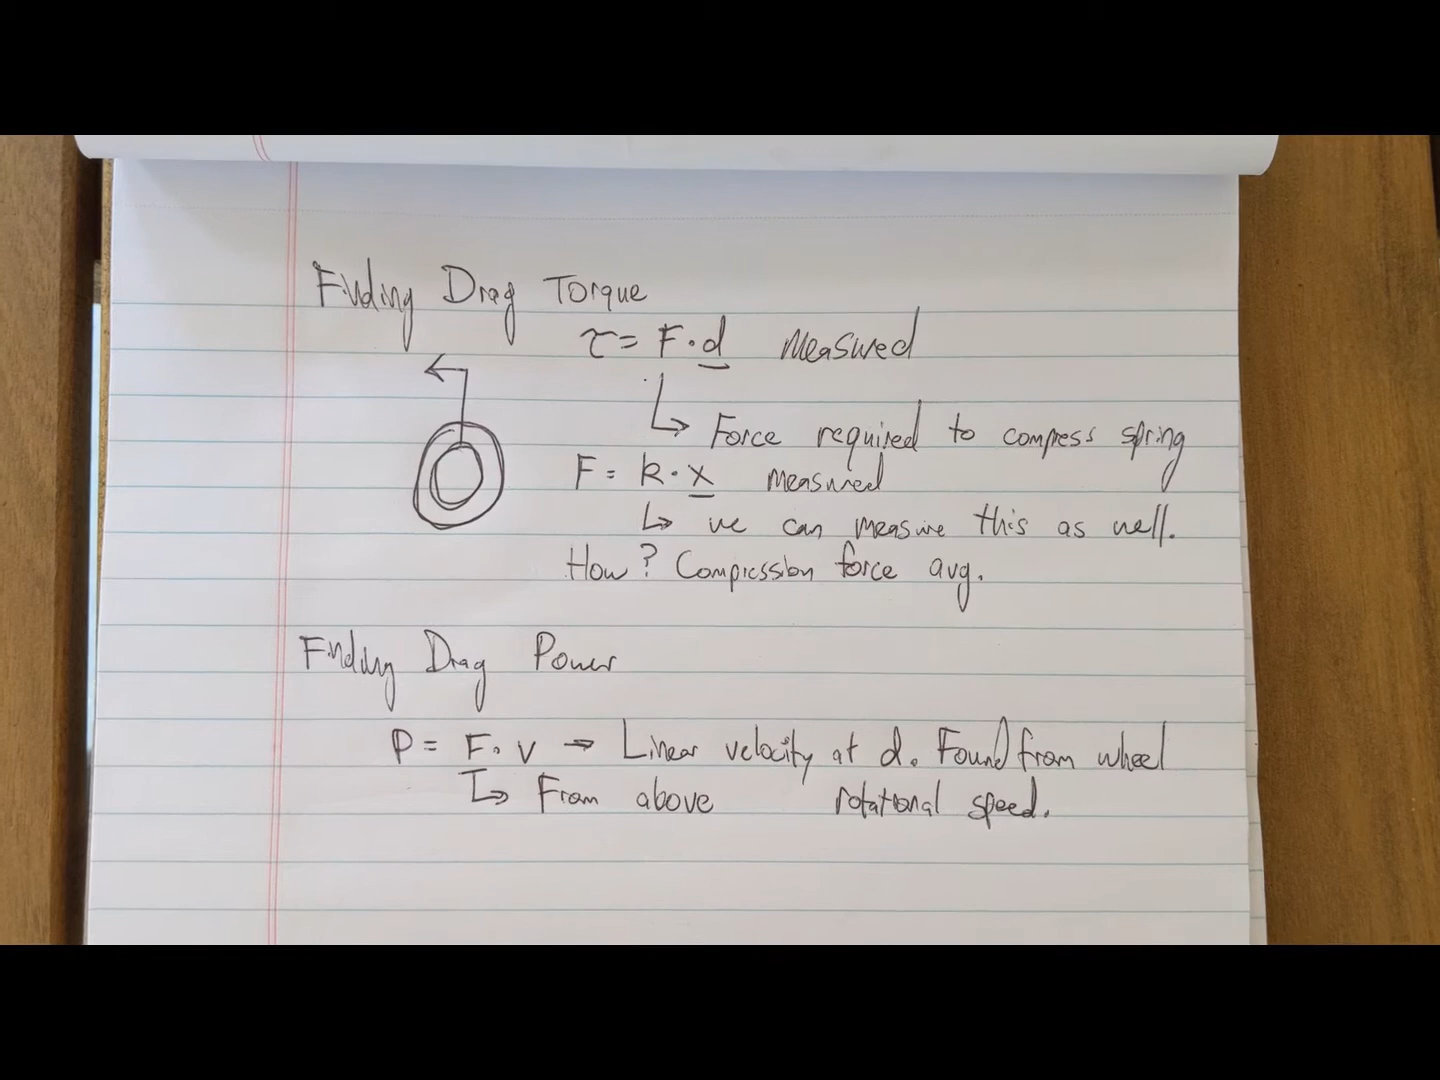 Finding Drag Torque
τ = F · d measured
↳ Force required to compress spring
F = k · x measured
↳ we can measure this as well.
How? Compression force avg.
Finding Drag Power
P = F · v → Linear velocity at d. Found from wheel
↳ From above rotational speed.